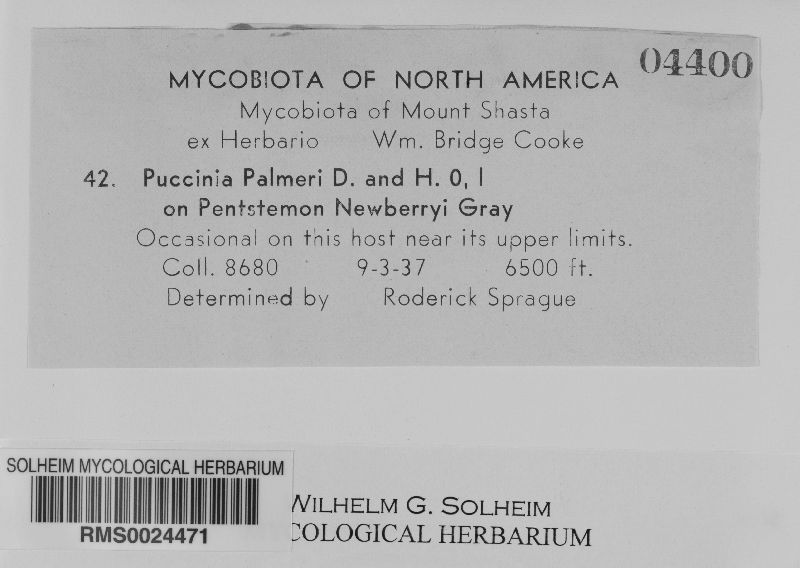 04400
MYCOBIOTA OF NORTH AMERICA
Mycobiota of Mount Shasta
ex Herbario Wm. Bridge Cooke
42. Puccinia Palmeri D. and H. 0, I
on Pentstemon Newberryi Gray
Occasional on this host near its upper limits.
Coll. 8680 9-3-37 6500 ft.
Determined by Roderick Sprague
SOLHEIM MYCOLOGICAL HERBARIUM
RMS0024471
WILHELM G. SOLHEIM
COLOGICAL HERBARIUM